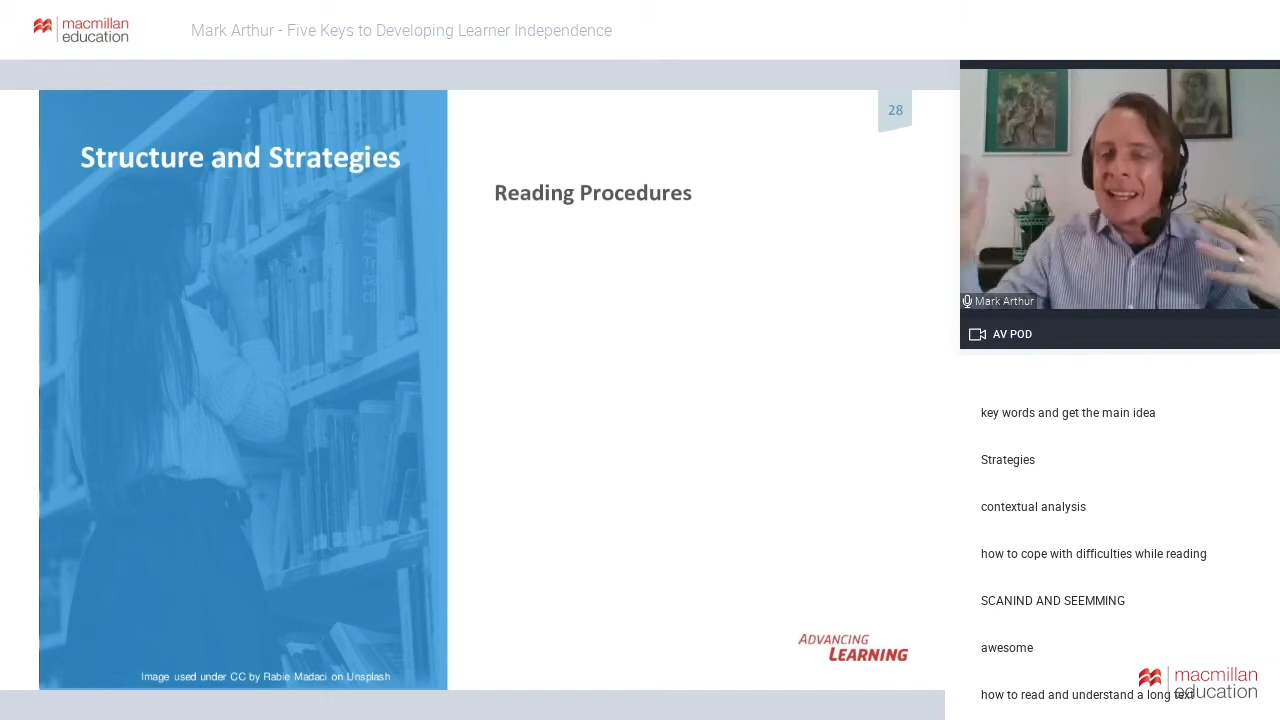 macmillan
education
Mark Arthur - Five Keys to Developing Learner Independence
28
Structure and Strategies
Reading Procedures
Mark Arthur
AV POD
key words and get the main idea
Strategies
contextual analysis
how to cope with difficulties while reading
SCANIND AND SEEMMING
awesome
how to read and understand a long text
macmillan
education
ADVANCING
LEARNING
Image used under CC by Rabie Madaci on Unsplash